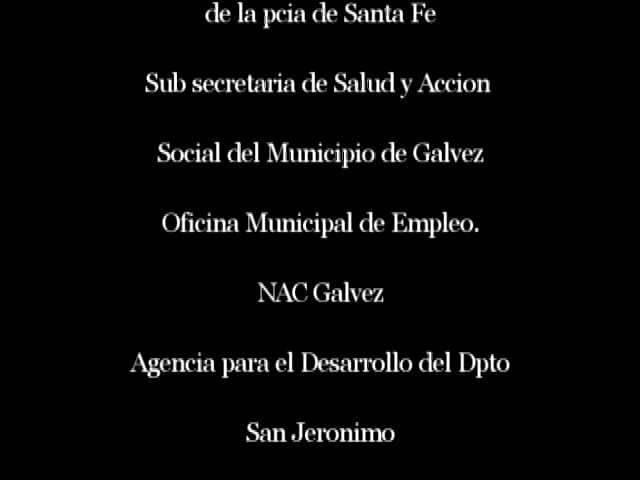 de la pcia de Santa Fe
Sub secretaria de Salud y Accion
Social del Municipio de Galvez
Oficina Municipal de Empleo.
NAC Galvez
Agencia para el Desarrollo del Dpto
San Jeronimo